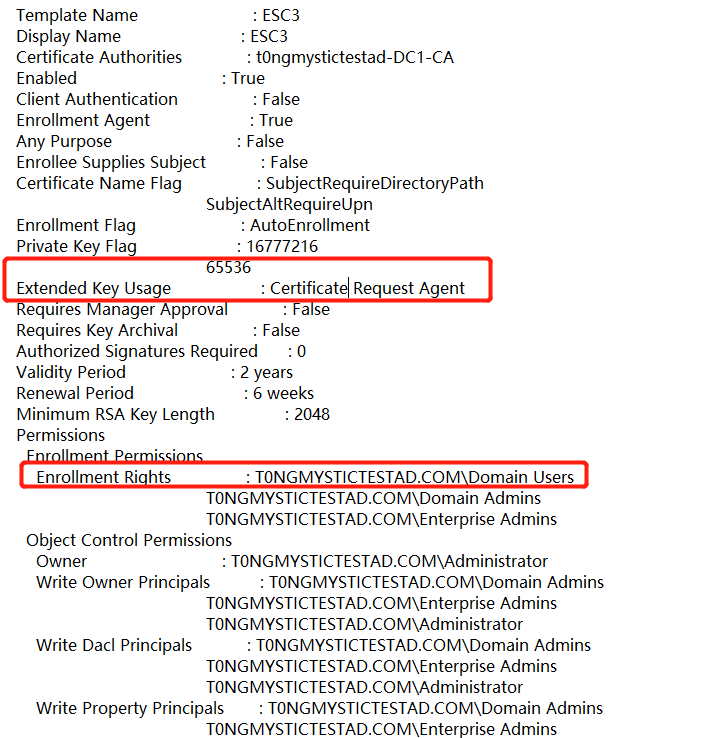 Template Name : ESC3
Display Name : ESC3
Certificate Authorities : t0ngmystictestad-DC1-CA
Enabled : True
Client Authentication : False
Enrollment Agent : True
Any Purpose : False
Enrollee Supplies Subject : False
Certificate Name Flag : SubjectRequireDirectoryPath
SubjectAltRequireUpn
Enrollment Flag : AutoEnrollment
Private Key Flag : 16777216
65536
Extended Key Usage : Certificate Request Agent
Requires Manager Approval : False
Requires Key Archival : False
Authorized Signatures Required : 0
Validity Period : 2 years
Renewal Period : 6 weeks
Minimum RSA Key Length : 2048
Permissions
Enrollment Permissions
Enrollment Rights : T0NGMYSTICTESTAD.COM\Domain Users
T0NGMYSTICTESTAD.COM\Domain Admins
T0NGMYSTICTESTAD.COM\Enterprise Admins
Object Control Permissions
Owner : T0NGMYSTICTESTAD.COM\Administrator
Write Owner Principals : T0NGMYSTICTESTAD.COM\Domain Admins
T0NGMYSTICTESTAD.COM\Enterprise Admins
T0NGMYSTICTESTAD.COM\Administrator
Write Dacl Principals : T0NGMYSTICTESTAD.COM\Domain Admins
T0NGMYSTICTESTAD.COM\Enterprise Admins
T0NGMYSTICTESTAD.COM\Administrator
Write Property Principals : T0NGMYSTICTESTAD.COM\Domain Admins
T0NGMYSTICTESTAD.COM\Enterprise Admins